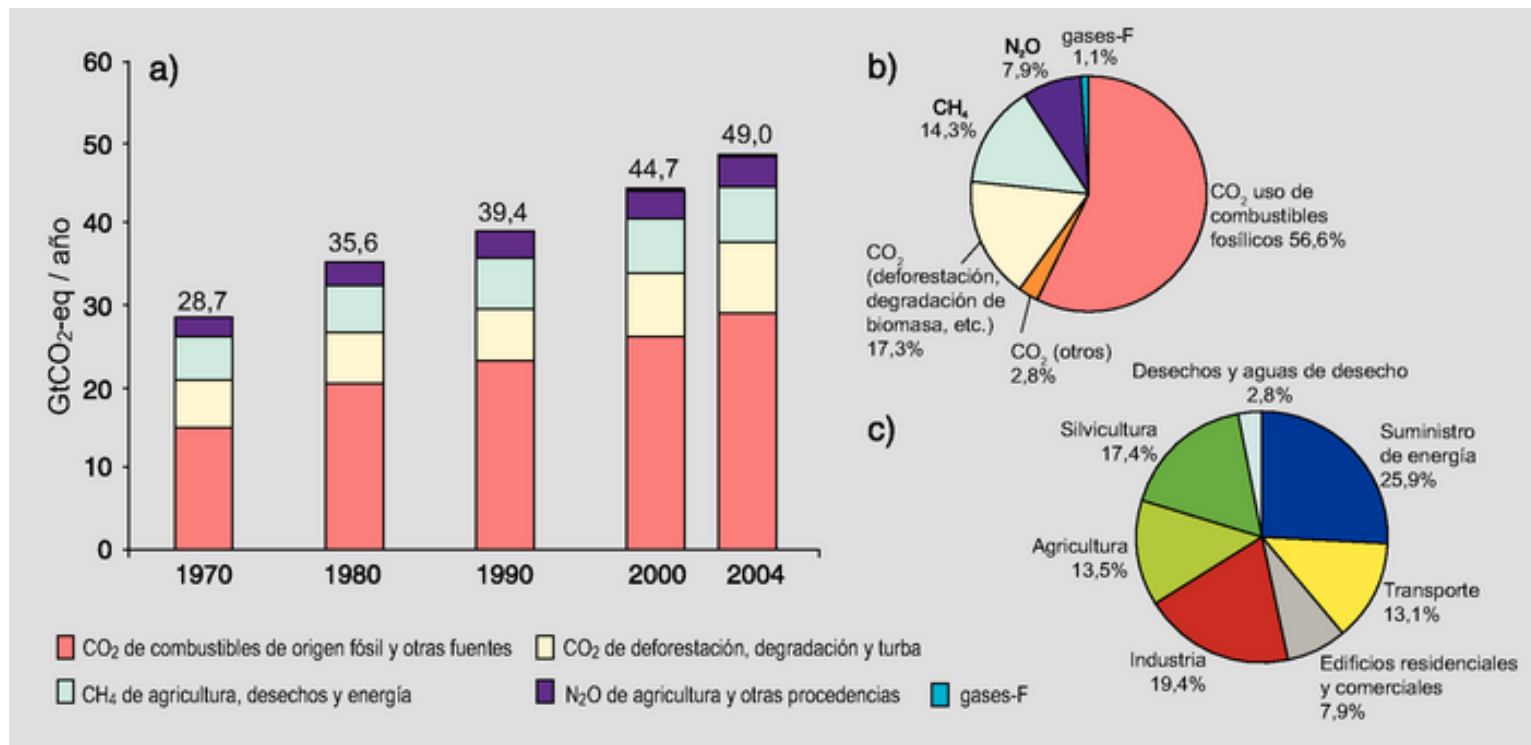 a)
GtCO₂-eq / año
60
50
40
30
20
10
0
28,7
35,6
39,4
44,7
49,0
1970
1980
1990
2000
2004
CO₂ de combustibles de origen fósil y otras fuentes
CO₂ de deforestación, degradación y turba
CH₄ de agricultura, desechos y energía
N₂O de agricultura y otras procedencias
gases-F
b)
gases-F
1,1%
N₂O
7,9%
CH₄
14,3%
CO₂
(deforestación,
degradación de
biomasa, etc.)
17,3%
CO₂ (otros)
2,8%
CO₂ uso de
combustibles
fosílicos 56,6%
c)
Desechos y aguas de desecho
2,8%
Silvicultura
17,4%
Agricultura
13,5%
Industria
19,4%
Edificios residenciales
y comerciales
7,9%
Transporte
13,1%
Suministro
de energía
25,9%